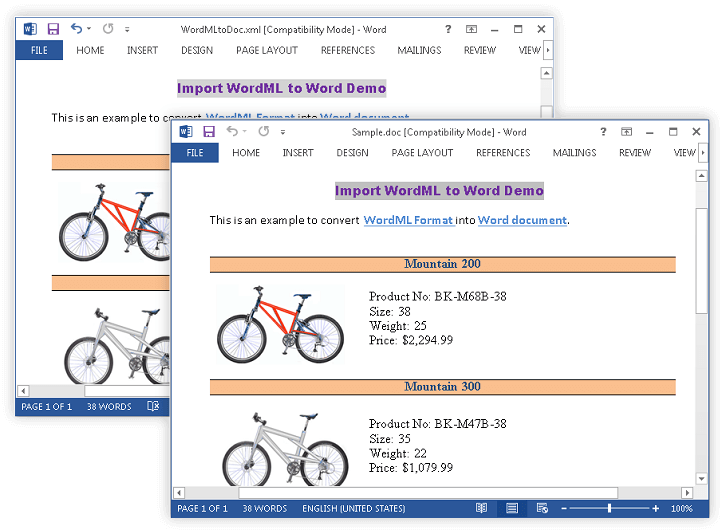 WordMLtoDoc.xml [Compatibility Mode] - Word
FILE HOME INSERT DESIGN PAGE LAYOUT REFERENCES MAILINGS REVIEW VIEW
Import WordML to Word Demo
This is an example to convert WordML Format into Word document
PAGE 1 OF 1 38 WORDS
Sample.doc [Compatibility Mode] - Word
FILE HOME INSERT DESIGN PAGE LAYOUT REFERENCES MAILINGS REVIEW VIEW
Import WordML to Word Demo
This is an example to convert WordML Format into Word document.
Mountain 200
Product No: BK-M68B-38
Size: 38
Weight: 25
Price: $2,294.99
Mountain 300
Product No: BK-M47B-38
Size: 35
Weight: 22
Price: $1,079.99
PAGE 1 OF 1 38 WORDS ENGLISH (UNITED STATES) 100%